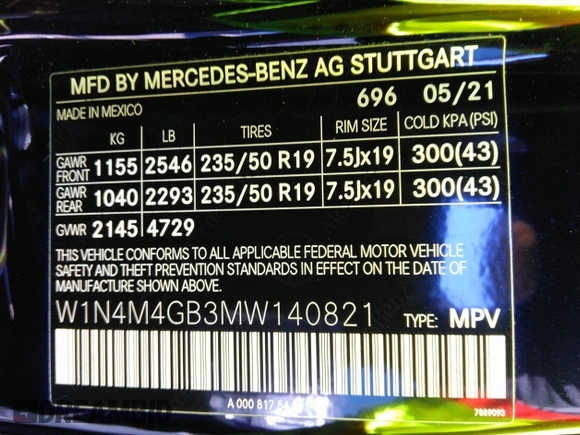 MFD BY MERCEDES-BENZ AG STUTTGART
MADE IN MEXICO 696 05/21
KG LB TIRES RIM SIZE COLD KPA (PSI)
GAWR FRONT 1155 2546 235/50 R19 7.5Jx19 300(43)
GAWR REAR 1040 2293 235/50 R19 7.5Jx19 300(43)
GWR 2145 4729
THIS VEHICLE CONFORMS TO ALL APPLICABLE FEDERAL MOTOR VEHICLE
SAFETY AND THEFT PREVENTION STANDARDS IN EFFECT ON THE DATE OF
MANUFACTURE SHOWN ABOVE.
W1N4M4GB3MW140821 TYPE: MPV
A 000 817 54
7889093
DREAMBID